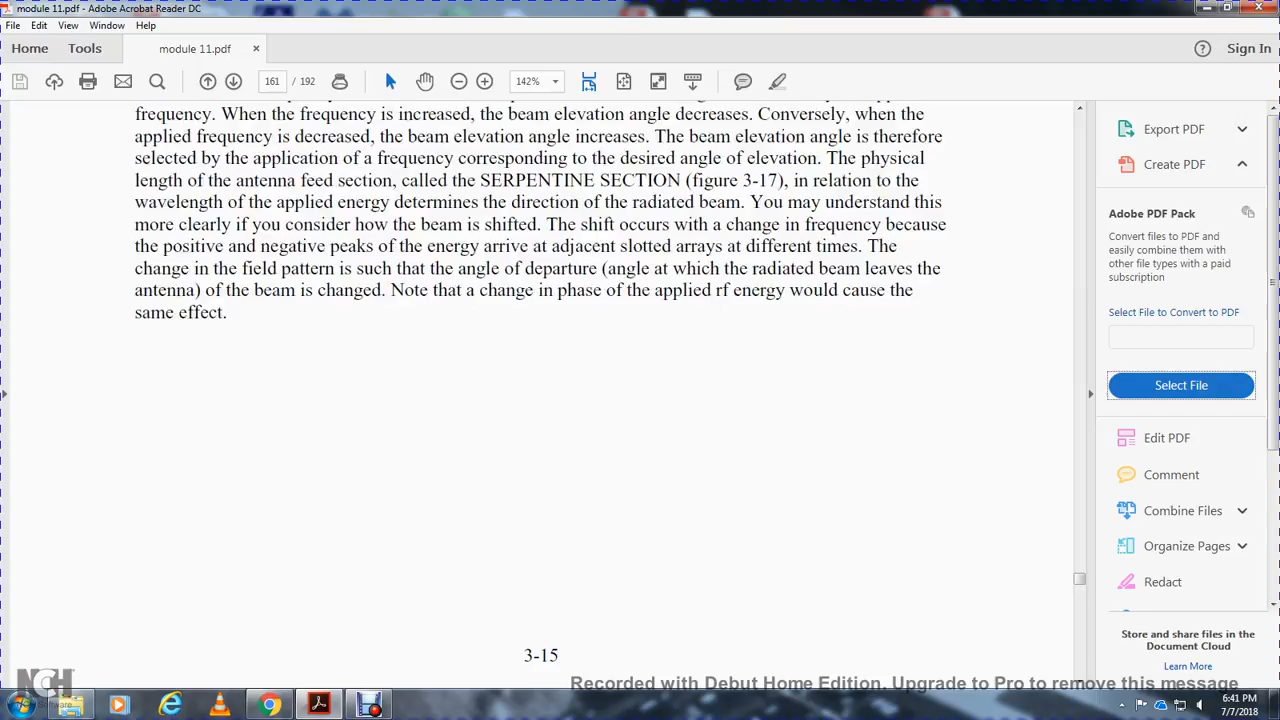 module 11.pdf - Adobe Acrobat Reader DC
File Edit View Window Help
Home Tools module 11.pdf × Sign In
161 / 192 142%
frequency. When the frequency is increased, the beam elevation angle decreases. Conversely, when the
applied frequency is decreased, the beam elevation angle increases. The beam elevation angle is therefore
selected by the application of a frequency corresponding to the desired angle of elevation. The physical
length of the antenna feed section, called the SERPENTINE SECTION (figure 3-17), in relation to the
wavelength of the applied energy determines the direction of the radiated beam. You may understand this
more clearly if you consider how the beam is shifted. The shift occurs with a change in frequency because
the positive and negative peaks of the energy arrive at adjacent slotted arrays at different times. The
change in the field pattern is such that the angle of departure (angle at which the radiated beam leaves the
antenna) of the beam is changed. Note that a change in phase of the applied rf energy would cause the
same effect.
3-15
Export PDF
Create PDF
Adobe PDF Pack
Convert files to PDF and
easily combine them with
other file types with a paid
subscription
Select File to Convert to PDF
Select File
Edit PDF
Comment
Combine Files
Organize Pages
Redact
Store and share files in the
Document Cloud
Learn More
NCH
Software
Recorded with Debut Home Edition. Upgrade to Pro to remove this message
6:41 PM
7/7/2018